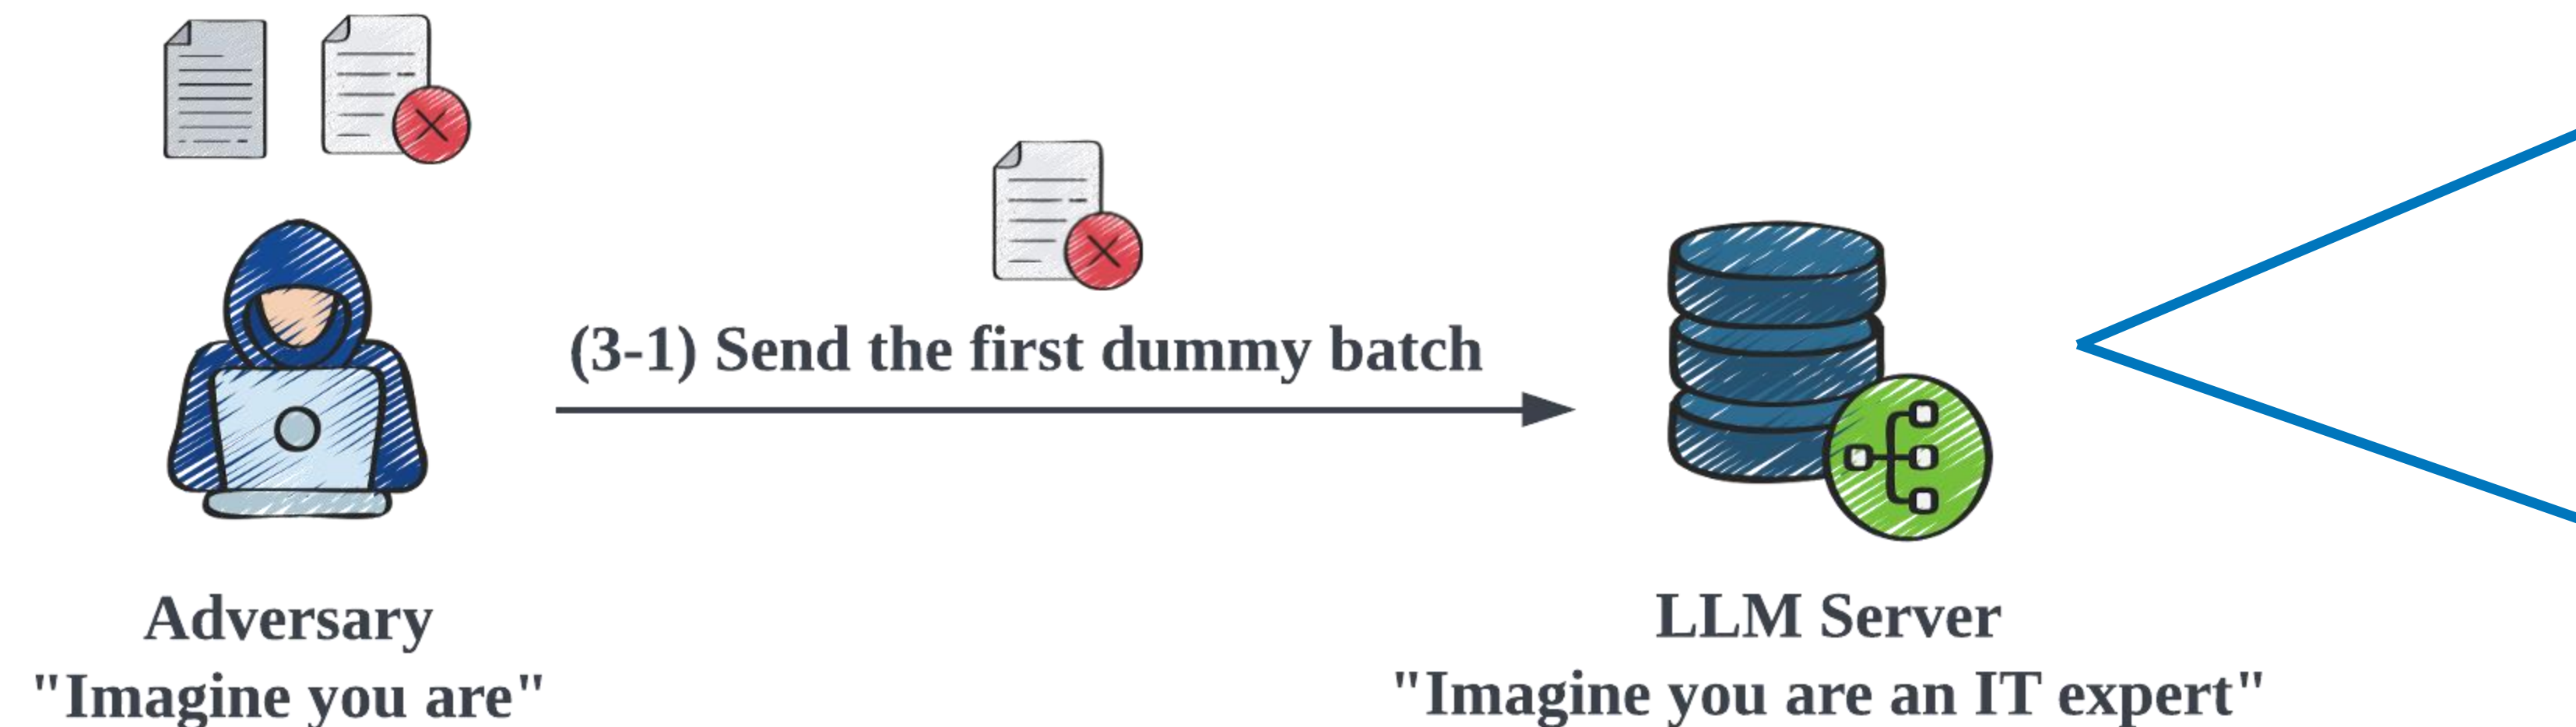 (3-1) Send the first dummy batch
Adversary
"Imagine you are"
LLM Server
"Imagine you are an IT expert"